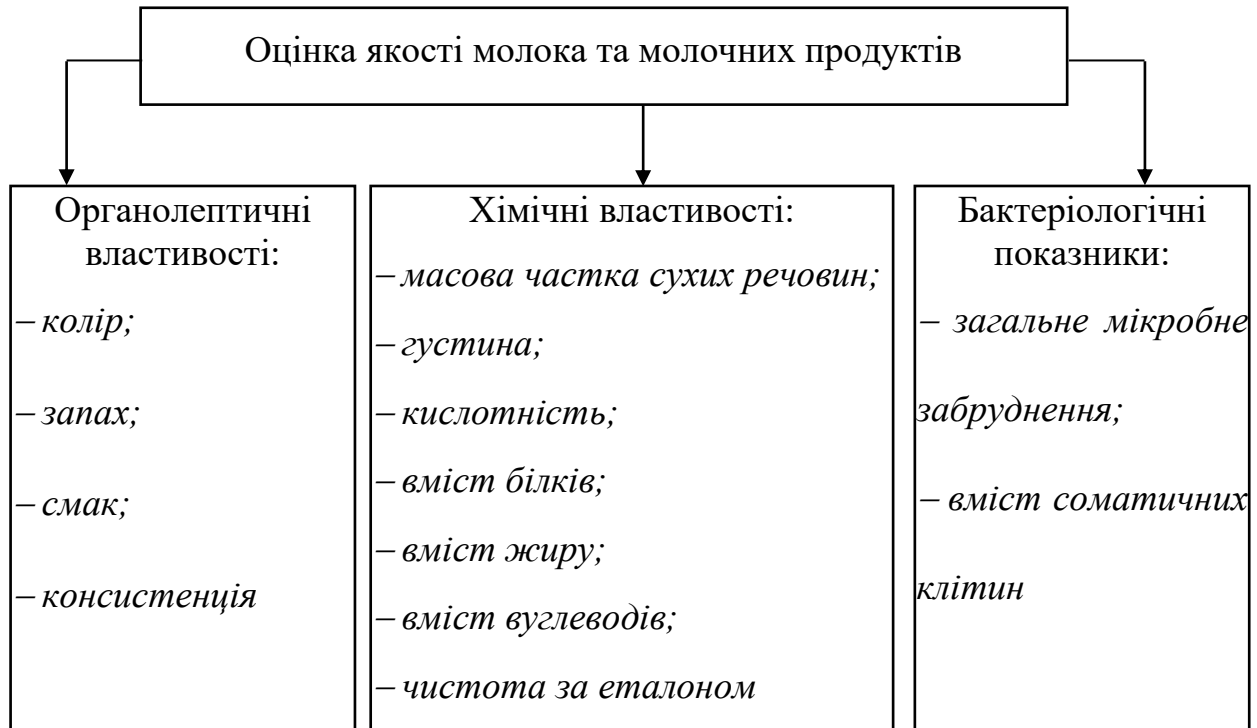 Оцінка якості молока та молочних продуктів
Органолептичні
властивості:
– колір;
– запах;
– смак;
– консистенція
Хімічні властивості:
– масова частка сухих речовин;
– густина;
– кислотність;
– вміст білків;
– вміст жиру;
– вміст вуглеводів;
– чистота за еталоном
Бактеріологічні
показники:
– загальне мікробне
забруднення;
– вміст соматичних
клітин